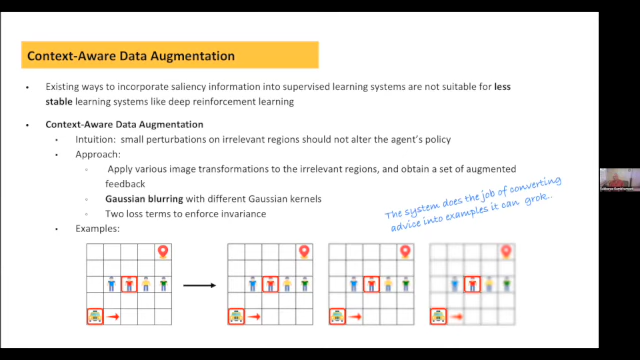 Context-Aware Data Augmentation
Existing ways to incorporate saliency information into supervised learning systems are not suitable for less
stable learning systems like deep reinforcement learning
Context-Aware Data Augmentation
Intuition: small perturbations on irrelevant regions should not alter the agent's policy
Approach:
Apply various image transformations to the irrelevant regions, and obtain a set of augmented
feedback
Gaussian blurring with different Gaussian kernels
Two loss terms to enforce invariance
The system does the job of converting
advice into examples it can grok..
Examples: